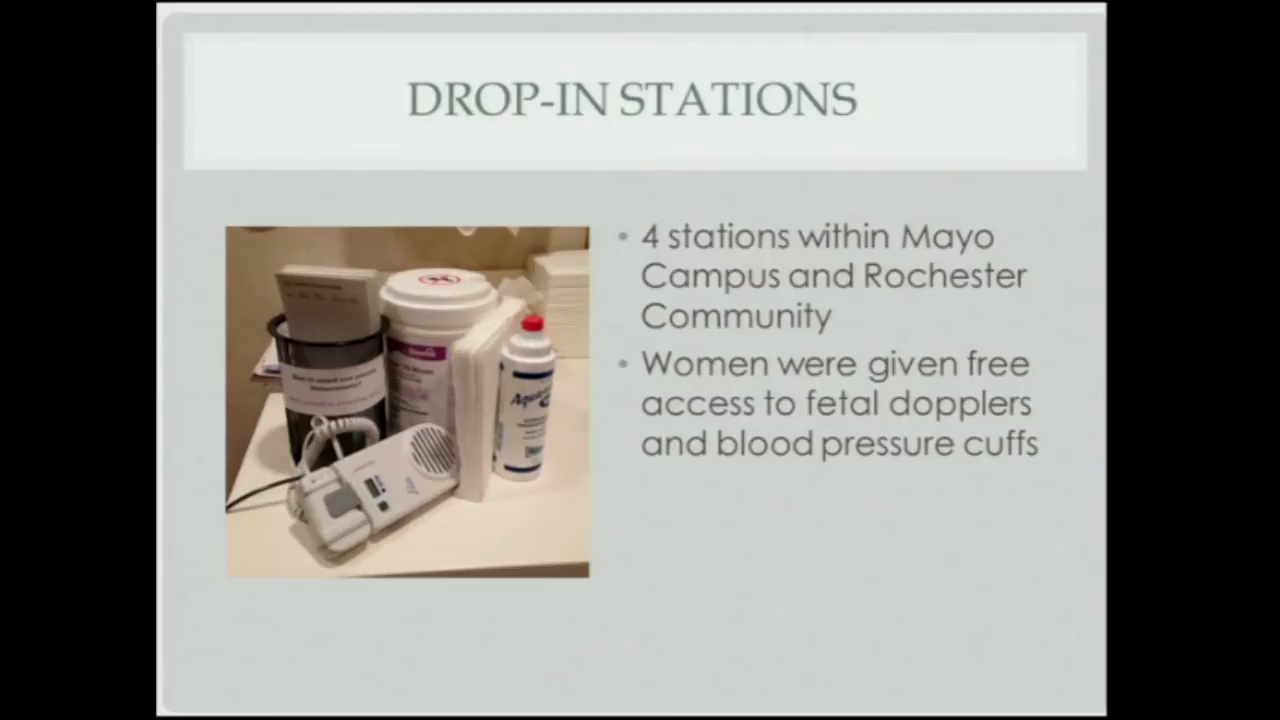 DROP-IN STATIONS
• 4 stations within Mayo
Campus and Rochester
Community
• Women were given free
access to fetal dopplers
and blood pressure cuffs